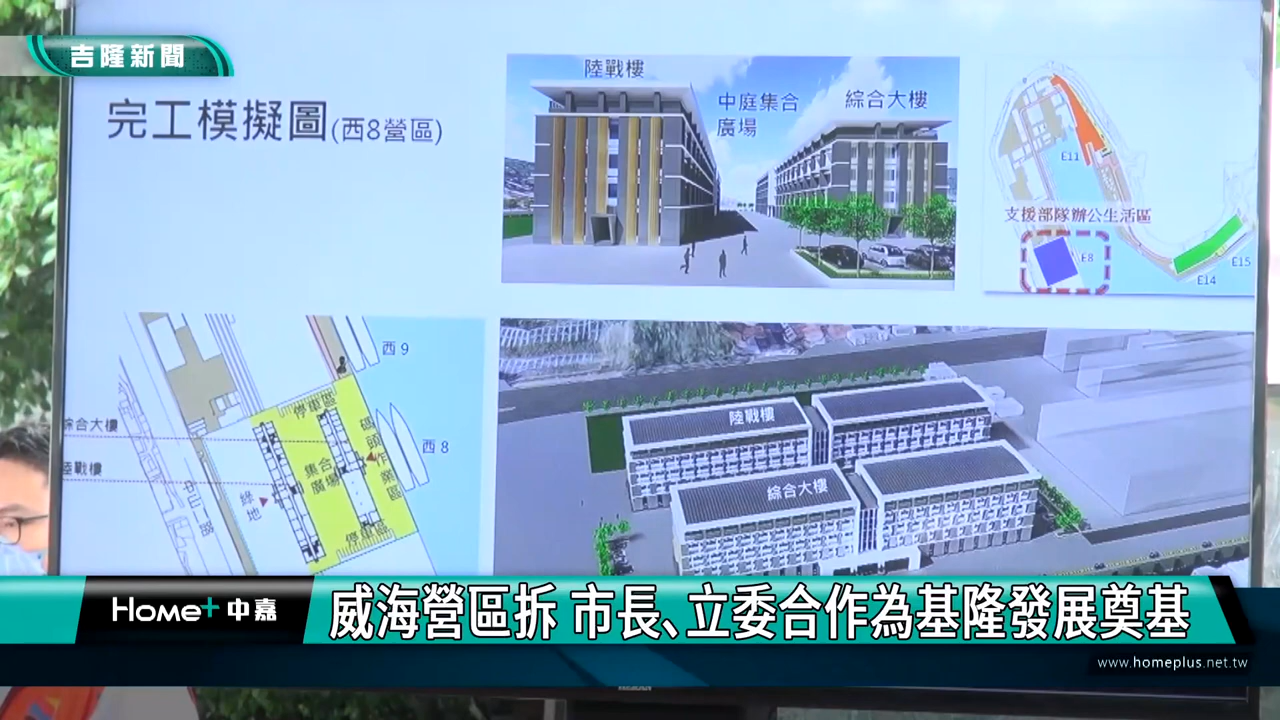 吉隆新聞
完工模擬圖(西8營區)
陸戰樓
中庭集合
廣場
綜合大樓
E11
支援部隊辦公生活區
E8
E15
E14
西9
停車區
綜合大樓
碼頭作業區
西8
陸戰樓
集合
廣場
綠地
中山一路
停車區
陸戰樓
綜合大樓
Home+中嘉
威海營區拆 市長、立委合作為基隆發展奠基
www.homeplus.net.tw